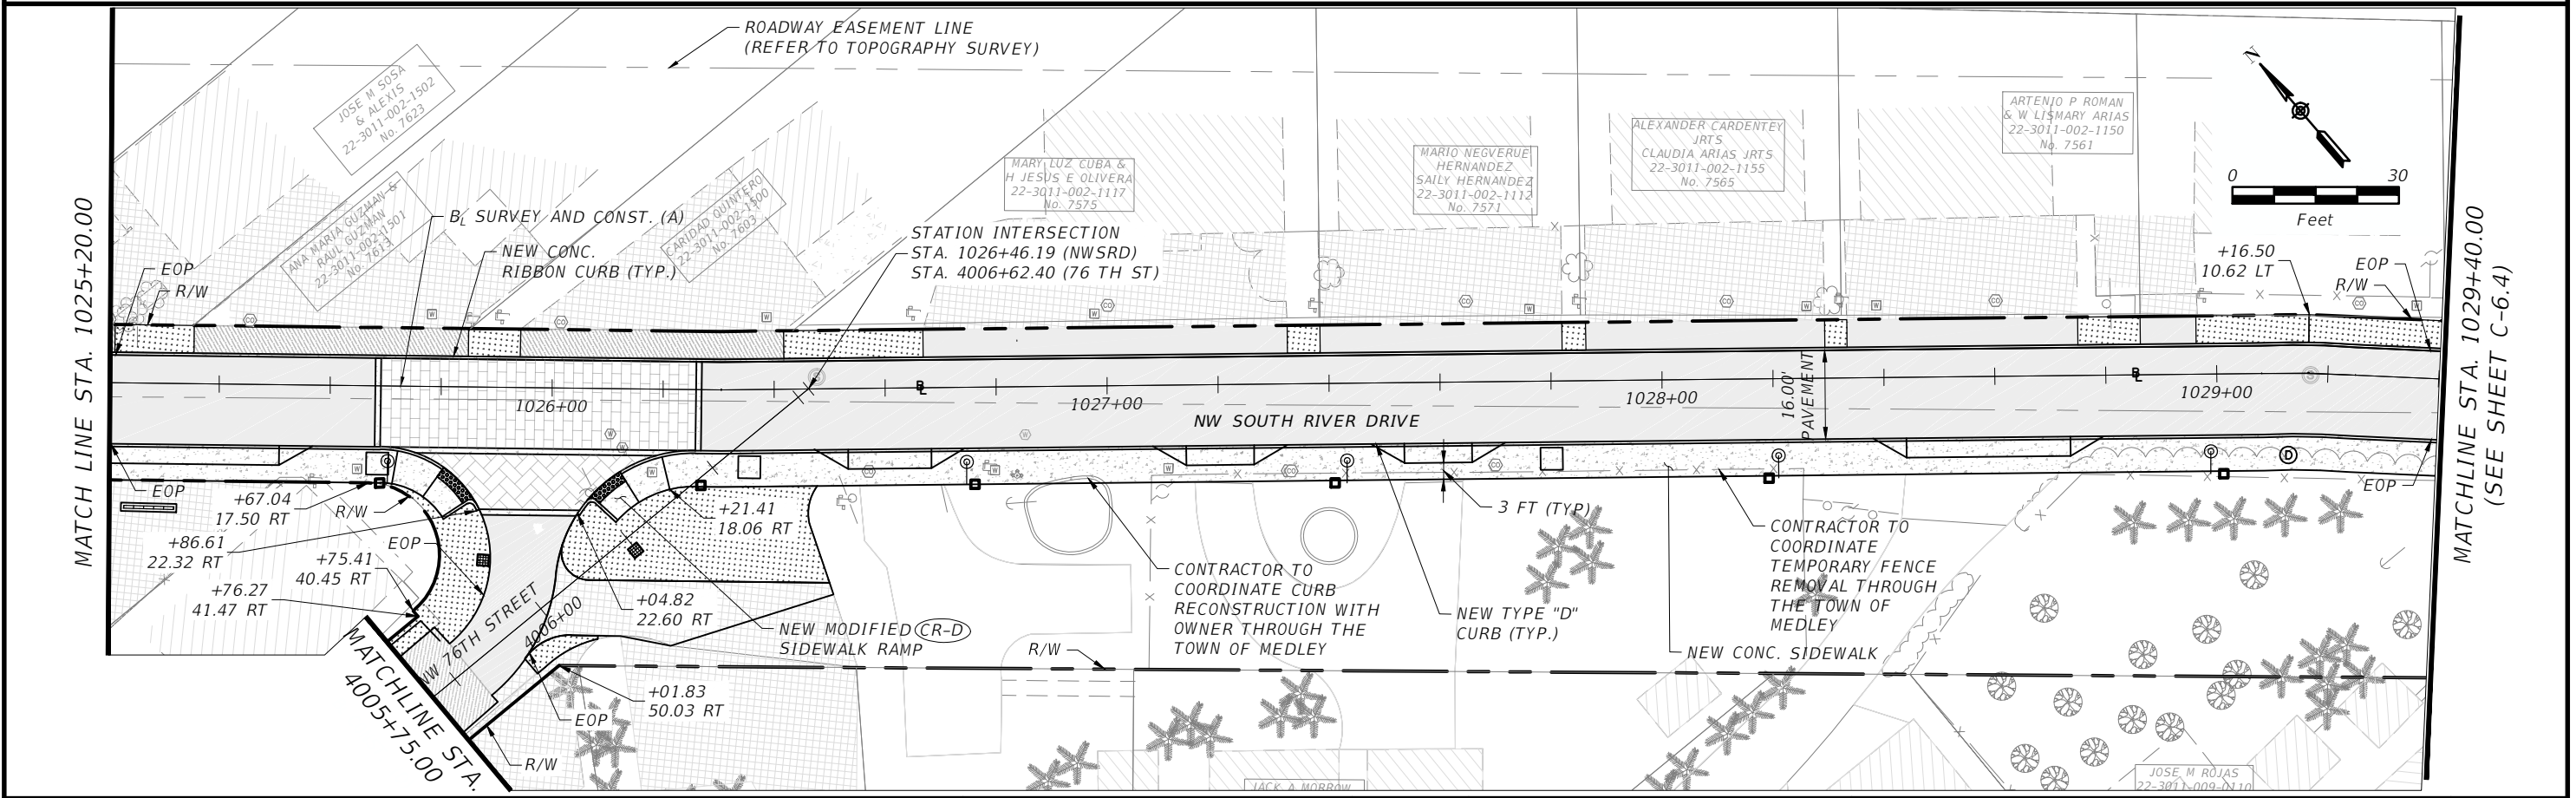 ROADWAY EASEMENT LINE
(REFER TO TOPOGRAPHY SURVEY)
JOSE M SOSA
& ALEXIS
22-3011-002-1502
No. 7623
ANA MARIA GUZMAN &
RAUL GUZMAN
22-3011-002-1501
No. 7613
CARIDAD QUINTERO
22-3011-002-1500
No. 7603
MARY LUZ CUBA &
H JESUS E OLIVERA
22-3011-002-1117
No. 7575
MARIO NEGVERUE
HERNANDEZ
SAILY HERNANDEZ
22-3011-002-1112
No. 7571
ALEXANDER CARDENTEY
JRTS
CLAUDIA ARIAS JRTS
22-3011-002-1155
No. 7565
ARTENIO P ROMAN
& W LISMARY ARIAS
22-3011-002-1150
No. 7561
N
0 30
Feet
MATCH LINE STA. 1025+20.00
BL SURVEY AND CONST. (A)
NEW CONC.
RIBBON CURB (TYP.)
STATION INTERSECTION
STA. 1026+46.19 (NWSRD)
STA. 4006+62.40 (76 TH ST)
EOP
R/W
+16.50
10.62 LT
EOP
R/W
MATCHLINE STA. 1029+40.00
(SEE SHEET C-6.4)
1026+00
1027+00
1028+00
1029+00
NW SOUTH RIVER DRIVE
16.00'
PAVEMENT
EOP
+67.04
17.50 RT
R/W
+86.61
22.32 RT
EOP
+75.41
40.45 RT
+76.27
41.47 RT
+21.41
18.06 RT
+04.82
22.60 RT
NW 76TH STREET
4006+00
NEW MODIFIED CR-D
SIDEWALK RAMP
+01.83
50.03 RT
EOP
R/W
MATCHLINE STA.
4005+75.00
R/W
CONTRACTOR TO
COORDINATE CURB
RECONSTRUCTION WITH
OWNER THROUGH THE
TOWN OF MEDLEY
3 FT (TYP)
NEW TYPE "D"
CURB (TYP.)
CONTRACTOR TO
COORDINATE
TEMPORARY FENCE
REMOVAL THROUGH
THE TOWN OF
MEDLEY
NEW CONC. SIDEWALK
D
EOP
JACK A MORROW
JOSE M ROJAS
22-3011-009-0110